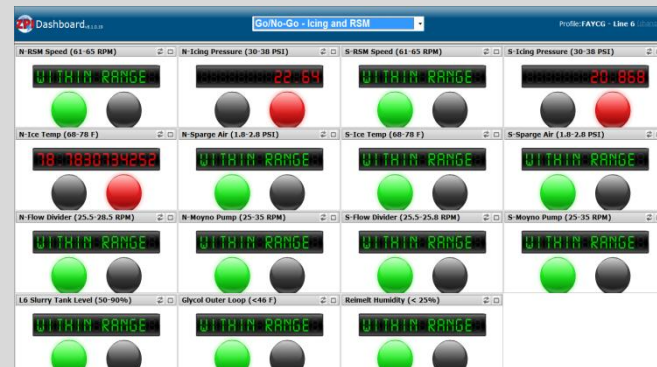 ZPI Dashboard
Go/No-Go - Icing and RSM
Profile:FAYCG - Line 6
N-RSM Speed (61-65 RPM)
N-Icing Pressure (30-38 PSI)
S-RSM Speed (61-65 RPM)
S-Icing Pressure (30-38 PSI)
WITHIN RANGE
22.64
WITHIN RANGE
20.868
N-Ice Temp (68-78 F)
N-Sparge Air (1.8-2.8 PSI)
S-Ice Temp (68-78 F)
S-Sparge Air (1.8-2.8 PSI)
78.7830734252
WITHIN RANGE
WITHIN RANGE
WITHIN RANGE
N-Flow Divider (25.5-28.5 RPM)
N-Moyno Pump (25-35 RPM)
S-Flow Divider (25.5-25.8 RPM)
S-Moyno Pump (25-35 RPM)
WITHIN RANGE
WITHIN RANGE
WITHIN RANGE
WITHIN RANGE
L6 Slurry Tank Level (50-90%)
Glycol Outer Loop (<46 F)
Reimelt Humidity (< 25%)
WITHIN RANGE
WITHIN RANGE
WITHIN RANGE